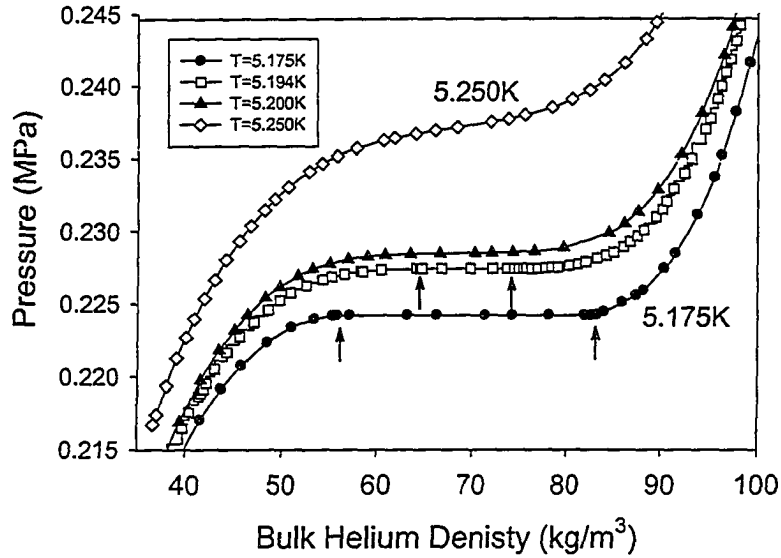 0.245
0.240
0.235
0.230
0.225
0.220
0.215
Pressure (MPa)
T=5.175K
T=5.194K
T=5.200K
T=5.250K
5.250K
5.175K
40 50 60 70 80 90 100
Bulk Helium Denisty (kg/m³)